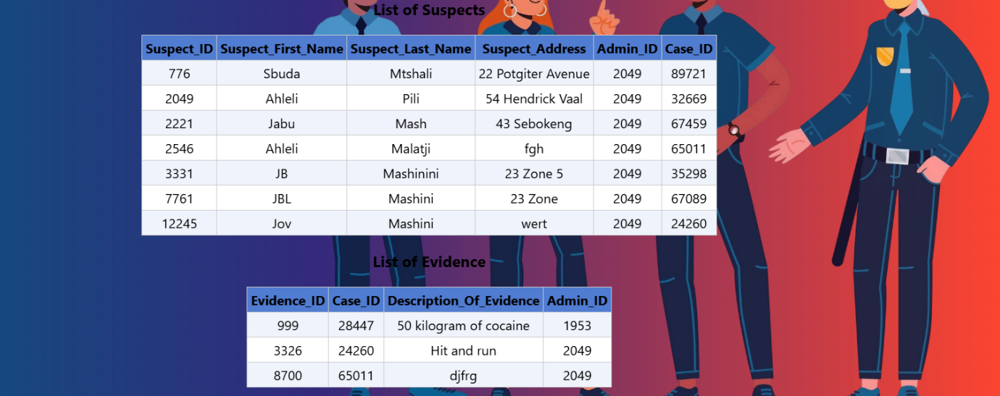 List of Suspects
Suspect_ID Suspect_First_Name Suspect_Last_Name Suspect_Address Admin_ID Case_ID
776 Sbuda Mtshali 22 Potgiter Avenue 2049 89721
2049 Ahleli Pili 54 Hendrick Vaal 2049 32669
2221 Jabu Mash 43 Sebokeng 2049 67459
2546 Ahleli Malatji fgh 2049 65011
3331 JB Mashinini 23 Zone 5 2049 35298
7761 JBL Mashini 23 Zone 2049 67089
12245 Jov Mashini wert 2049 24260
List of Evidence
Evidence_ID Case_ID Description_Of_Evidence Admin_ID
999 28447 50 kilogram of cocaine 1953
3326 24260 Hit and run 2049
8700 65011 djfrg 2049